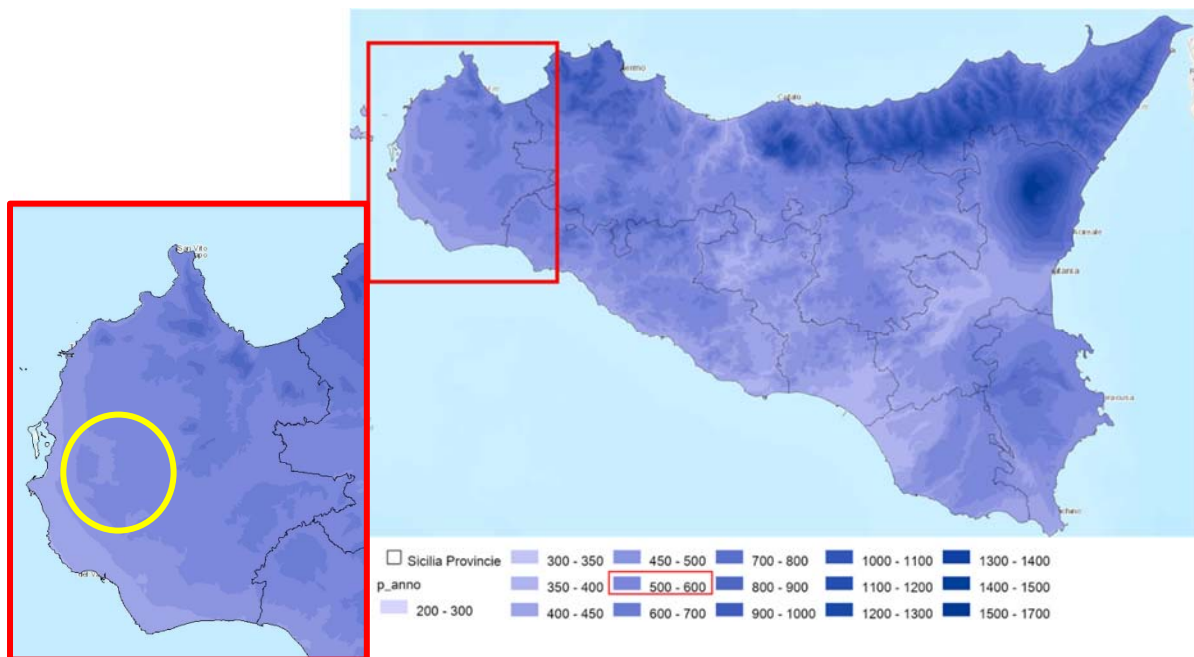 ermo
San Vito
Sicilia Provincie 300 - 350 450 - 500 700 - 800 1000 - 1100 1300 - 1400
p_anno 350 - 400 500 - 600 800 - 900 1100 - 1200 1400 - 1500
200 - 300 400 - 450 600 - 700 900 - 1000 1200 - 1300 1500 - 1700